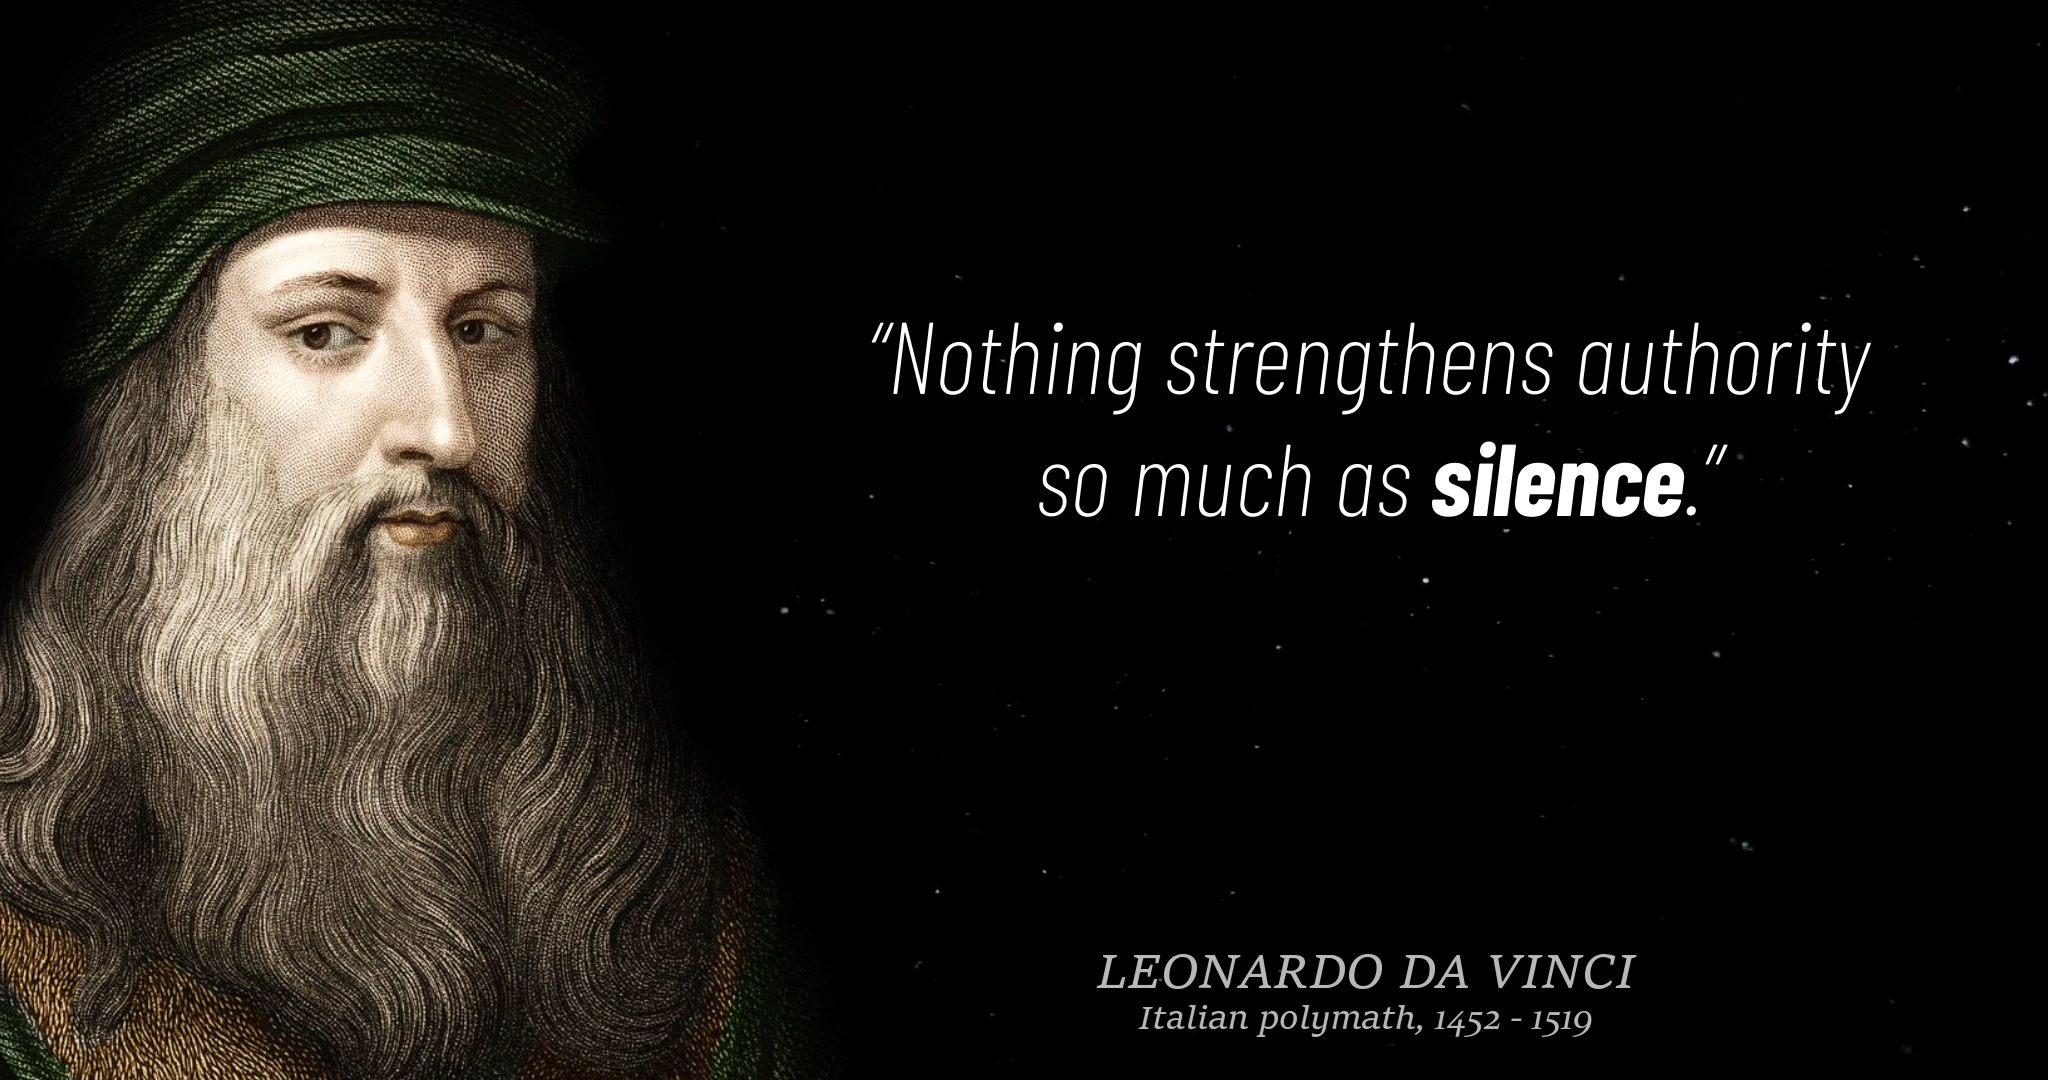 “Nothing strengthens authority
so much as silence.”
LEONARDO DA VINCI
Italian polymath, 1452 - 1519